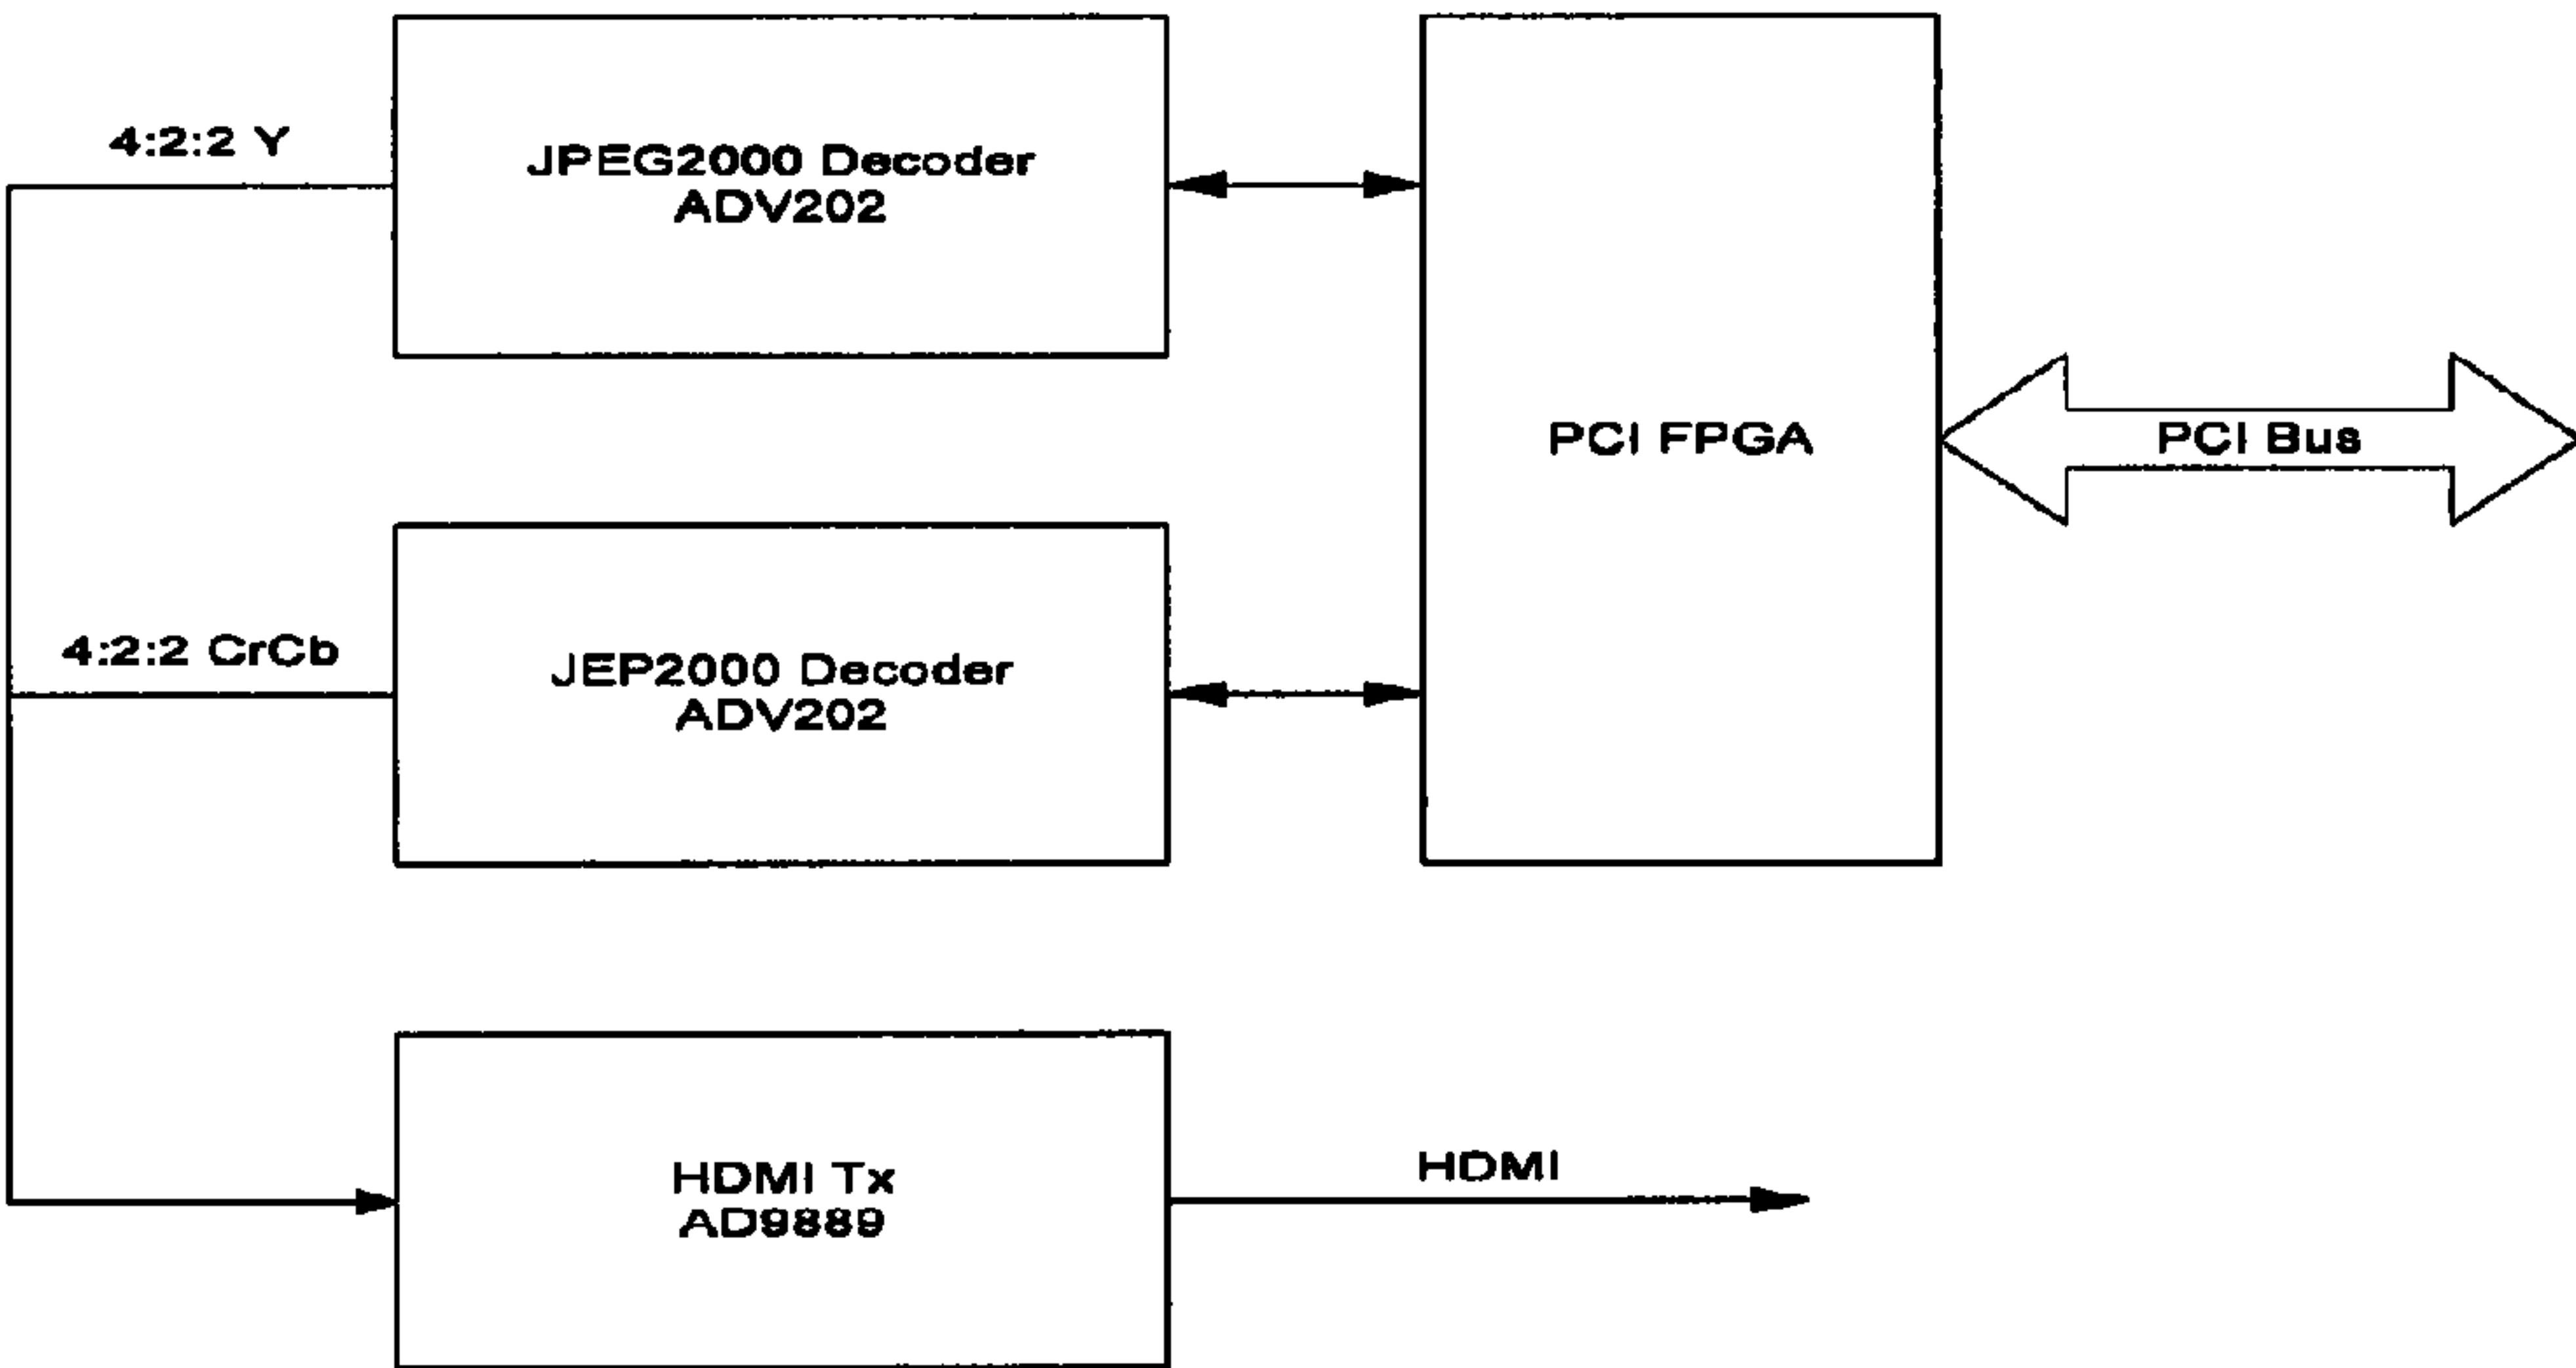 4:2:2 Y
JPEG2000 Decoder
ADV202
PCI FPGA
PCI Bus
4:2:2 CrCb
JEP2000 Decoder
ADV202
HDMI Tx
AD9889
HDMI